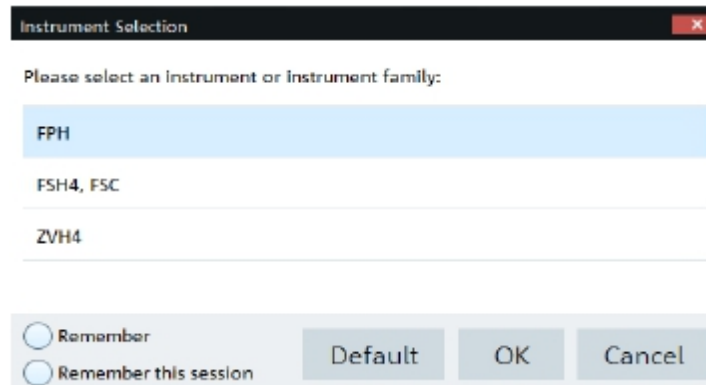 Instrument Selection
Please select an instrument or instrument family:
FPH
FSH4, FSC
ZVH4
Remember
Remember this session
Default OK Cancel